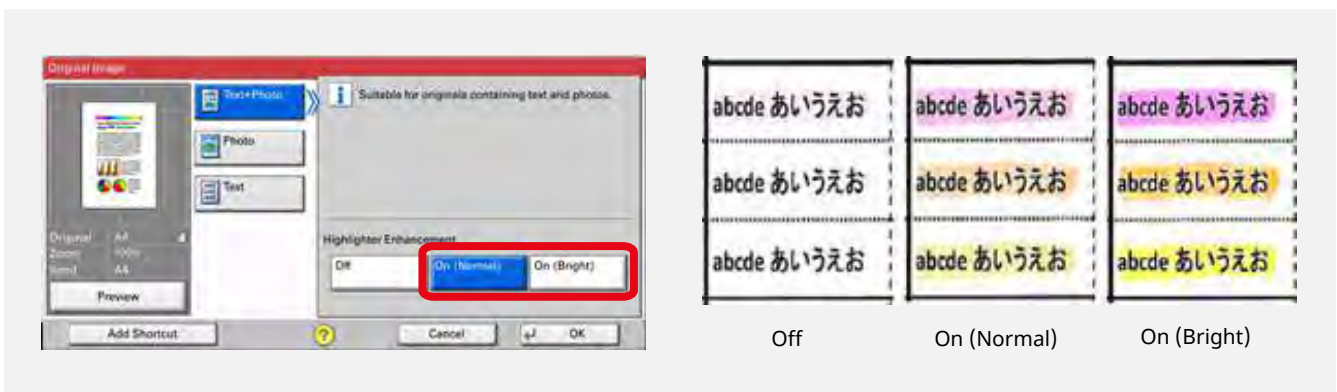 Original Image
Text+Photo
Suitable for originals containing text and photos.
Photo
Text
Original A4
Zoom 100%
Send A4
Preview
Highlighter Enhancement
Off
On (Normal)
On (Bright)
Add Shortcut
?
Cancel
OK
abcde あいうえお
abcde あいうえお
abcde あいうえお
Off
abcde あいうえお
abcde あいうえお
abcde あいうえお
On (Normal)
abcde あいうえお
abcde あいうえお
abcde あいうえお
On (Bright)